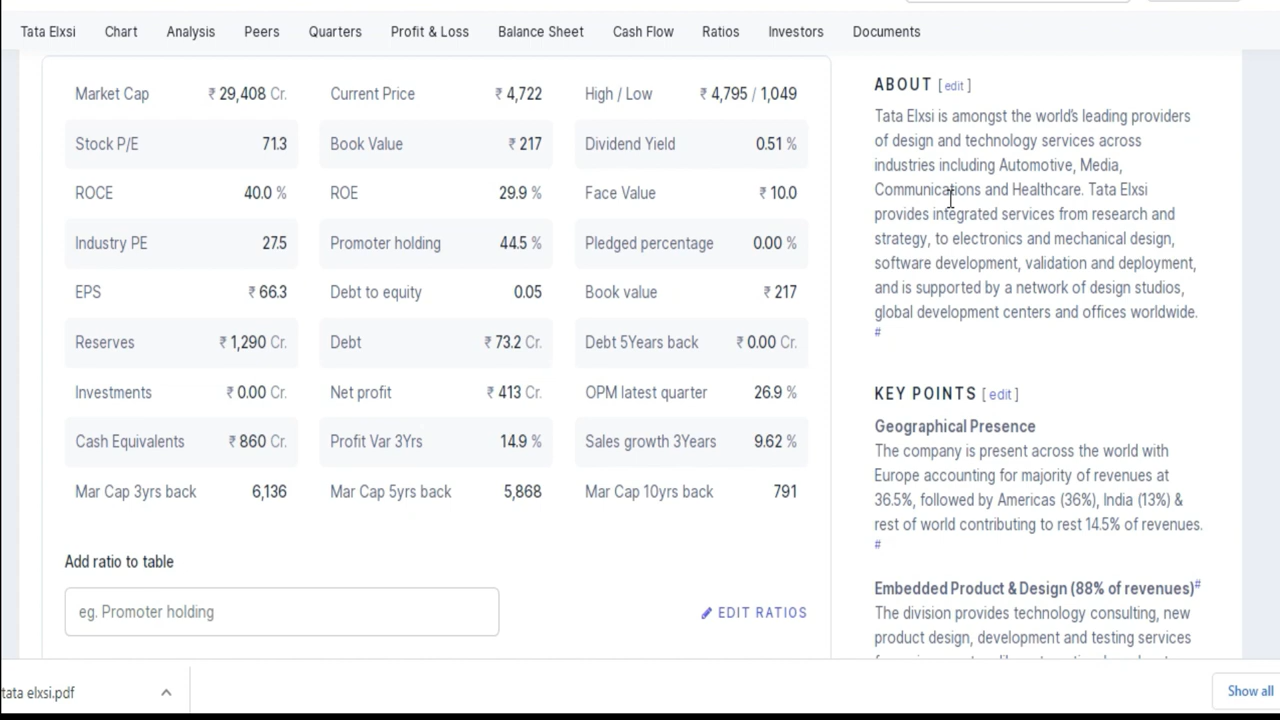 Tata Elxsi Chart Analysis Peers Quarters Profit & Loss Balance Sheet Cash Flow Ratios Investors Documents
Market Cap ₹ 29,408 Cr. Current Price ₹ 4,722 High / Low ₹ 4,795 / 1,049
Stock P/E 71.3 Book Value ₹ 217 Dividend Yield 0.51 %
ROCE 40.0 % ROE 29.9 % Face Value ₹ 10.0
Industry PE 27.5 Promoter holding 44.5 % Pledged percentage 0.00 %
EPS ₹ 66.3 Debt to equity 0.05 Book value ₹ 217
Reserves ₹ 1,290 Cr. Debt ₹ 73.2 Cr. Debt 5Years back ₹ 0.00 Cr.
Investments ₹ 0.00 Cr. Net profit ₹ 413 Cr. OPM latest quarter 26.9 %
Cash Equivalents ₹ 860 Cr. Profit Var 3Yrs 14.9 % Sales growth 3Years 9.62 %
Mar Cap 3yrs back 6,136 Mar Cap 5yrs back 5,868 Mar Cap 10yrs back 791
Add ratio to table
eg. Promoter holding EDIT RATIOS
ABOUT [ edit ]
Tata Elxsi is amongst the world's leading providers
of design and technology services across
industries including Automotive, Media,
Communications and Healthcare. Tata Elxsi
provides integrated services from research and
strategy, to electronics and mechanical design,
software development, validation and deployment,
and is supported by a network of design studios,
global development centers and offices worldwide.
#
KEY POINTS [ edit ]
Geographical Presence
The company is present across the world with
Europe accounting for majority of revenues at
36.5%, followed by Americas (36%), India (13%) &
rest of world contributing to rest 14.5% of revenues.
#
Embedded Product & Design (88% of revenues)#
The division provides technology consulting, new
product design, development and testing services
tata elxsi.pdf Show all